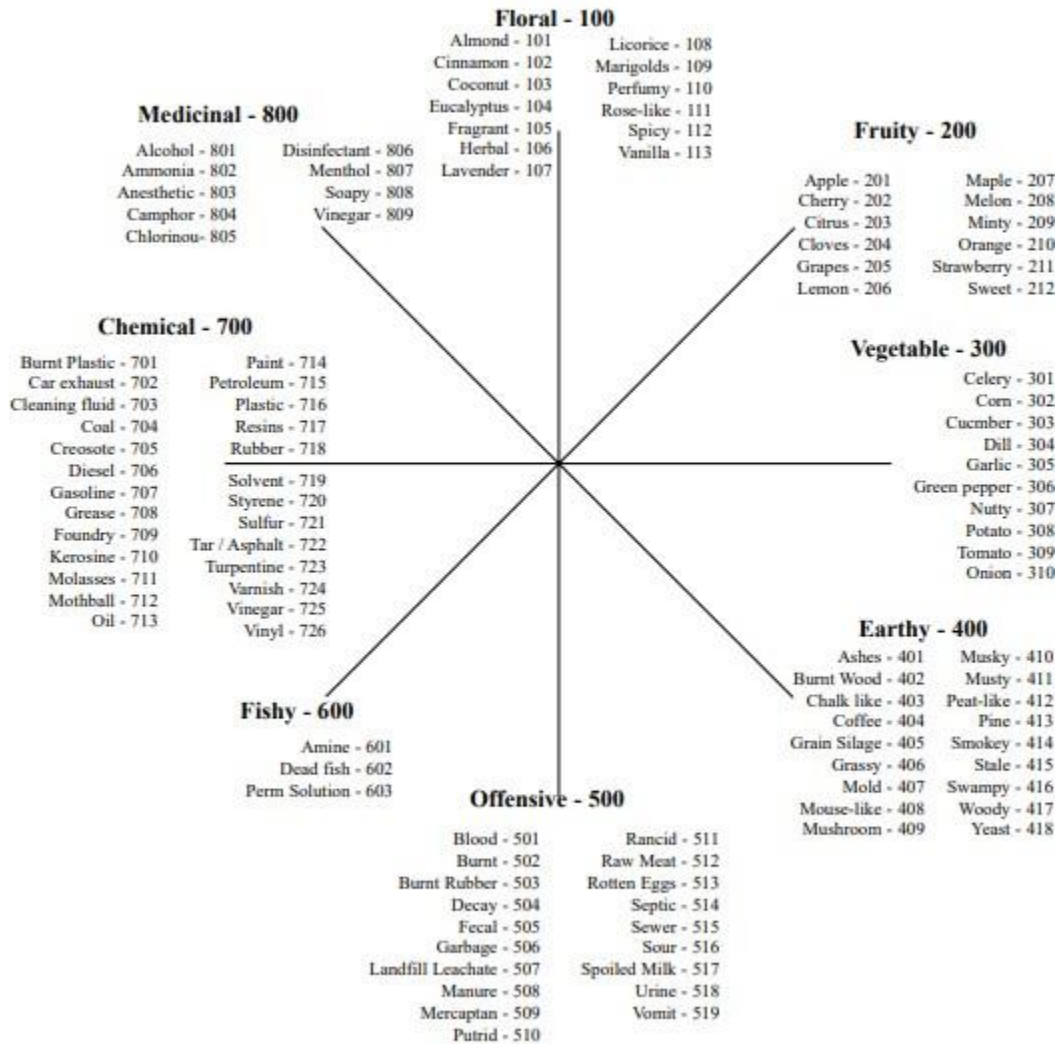 Floral - 100
Almond - 101
Cinnamon - 102
Coconut - 103
Eucalyptus - 104
Fragrant - 105
Herbal - 106
Lavender - 107
Licorice - 108
Marigolds - 109
Perfumy - 110
Rose-like - 111
Spicy - 112
Vanilla - 113
Fruity - 200
Apple - 201
Cherry - 202
Citrus - 203
Cloves - 204
Grapes - 205
Lemon - 206
Maple - 207
Melon - 208
Minty - 209
Orange - 210
Strawberry - 211
Sweet - 212
Vegetable - 300
Celery - 301
Corn - 302
Cucmber - 303
Dill - 304
Garlic - 305
Green pepper - 306
Nutty - 307
Potato - 308
Tomato - 309
Onion - 310
Earthy - 400
Ashes - 401
Burnt Wood - 402
Chalk like - 403
Coffee - 404
Grain Silage - 405
Grassy - 406
Mold - 407
Mouse-like - 408
Mushroom - 409
Musky - 410
Musty - 411
Peat-like - 412
Pine - 413
Smokey - 414
Stale - 415
Swampy - 416
Woody - 417
Yeast - 418
Offensive - 500
Blood - 501
Burnt - 502
Burnt Rubber - 503
Decay - 504
Fecal - 505
Garbage - 506
Landfill Leachate - 507
Manure - 508
Mercaptan - 509
Putrid - 510
Rancid - 511
Raw Meat - 512
Rotten Eggs - 513
Septic - 514
Sewer - 515
Sour - 516
Spoiled Milk - 517
Urine - 518
Vomit - 519
Fishy - 600
Amine - 601
Dead fish - 602
Perm Solution - 603
Chemical - 700
Burnt Plastic - 701
Car exhaust - 702
Cleaning fluid - 703
Coal - 704
Creosote - 705
Diesel - 706
Gasoline - 707
Grease - 708
Foundry - 709
Kerosine - 710
Molasses - 711
Mothball - 712
Oil - 713
Paint - 714
Petroleum - 715
Plastic - 716
Resins - 717
Rubber - 718
Solvent - 719
Styrene - 720
Sulfur - 721
Tar / Asphalt - 722
Turpentine - 723
Varnish - 724
Vinegar - 725
Vinyl - 726
Medicinal - 800
Alcohol - 801
Ammonia - 802
Anesthetic - 803
Camphor - 804
Chlorinou- 805
Disinfectant - 806
Menthol - 807
Soapy - 808
Vinegar - 809